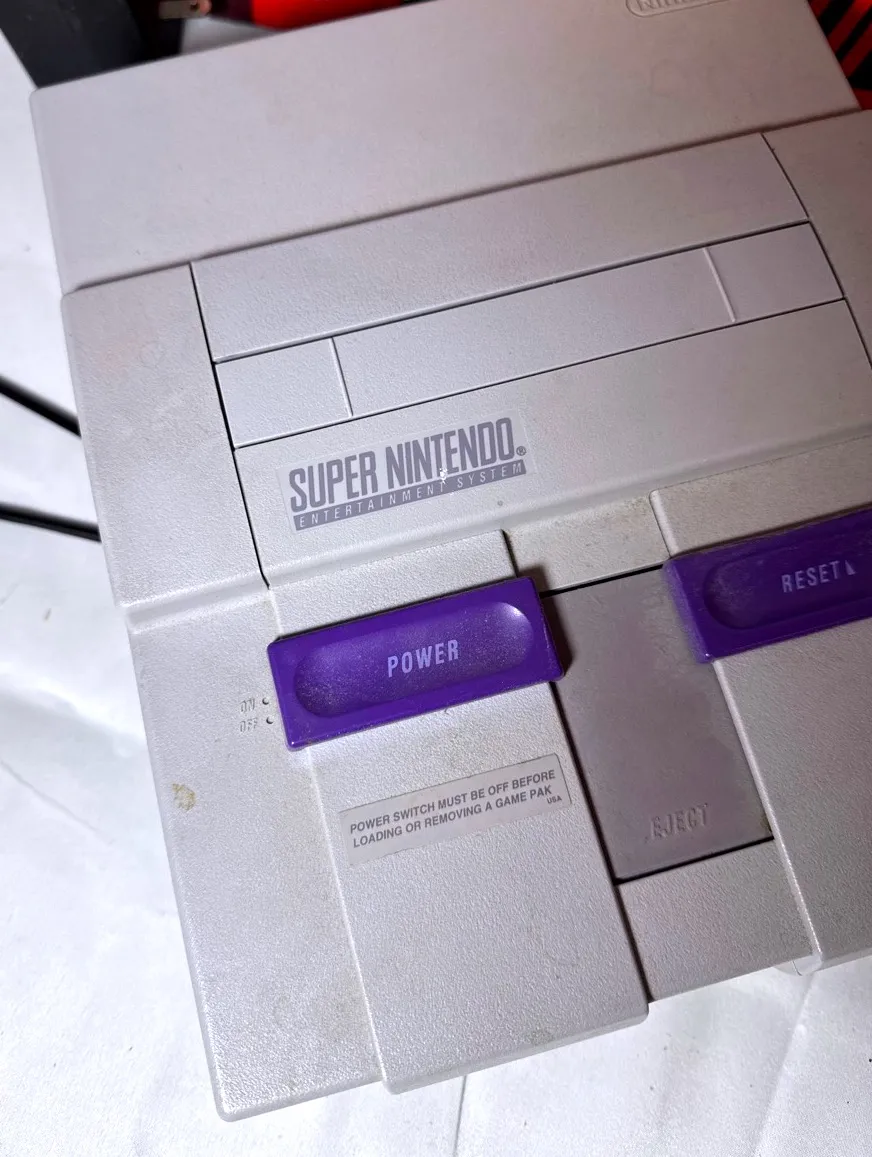 SUPER NINTENDO®
ENTERTAINMENT SYSTEM
POWER
RESET▲
ON
OFF
POWER SWITCH MUST BE OFF BEFORE
LOADING OR REMOVING A GAME PAK
USA
EJECT